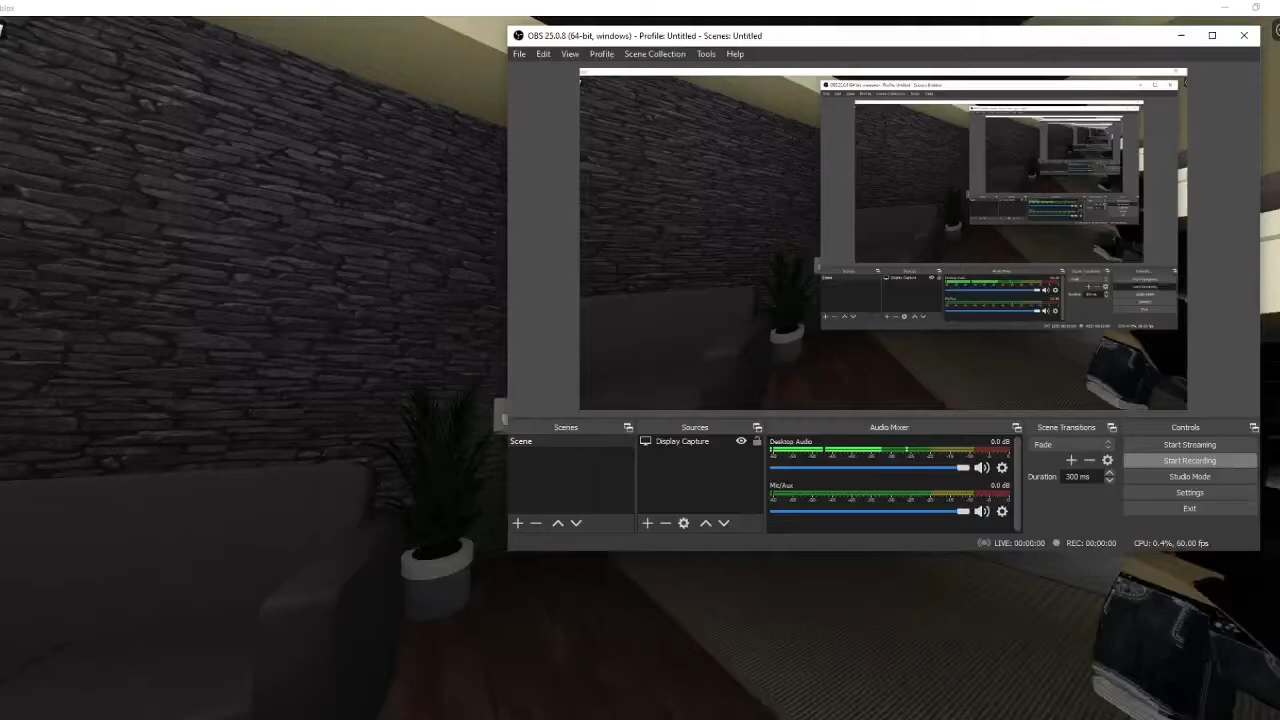 blox
OBS 25.0.8 (64-bit, windows) - Profile: Untitled - Scenes: Untitled
File Edit View Profile Scene Collection Tools Help
Scenes Sources Audio Mixer Scene Transitions Controls
Scene Display Capture Desktop Audio 0.0 dB Fade Start Streaming
Start Recording
Mic/Aux 0.0 dB Duration 300 ms Studio Mode
Settings
Exit
LIVE: 00:00:00 REC: 00:00:00 CPU: 0.4%, 60.00 fps